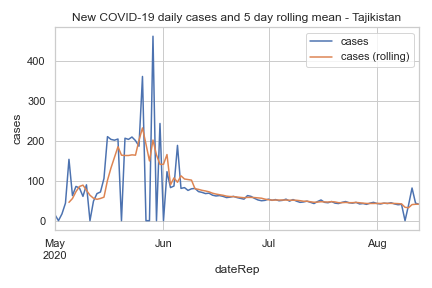 New COVID-19 daily cases and 5 day rolling mean - Tajikistan
cases
cases (rolling)
400
300
200
100
0
cases
May
2020
Jun
Jul
Aug
dateRep